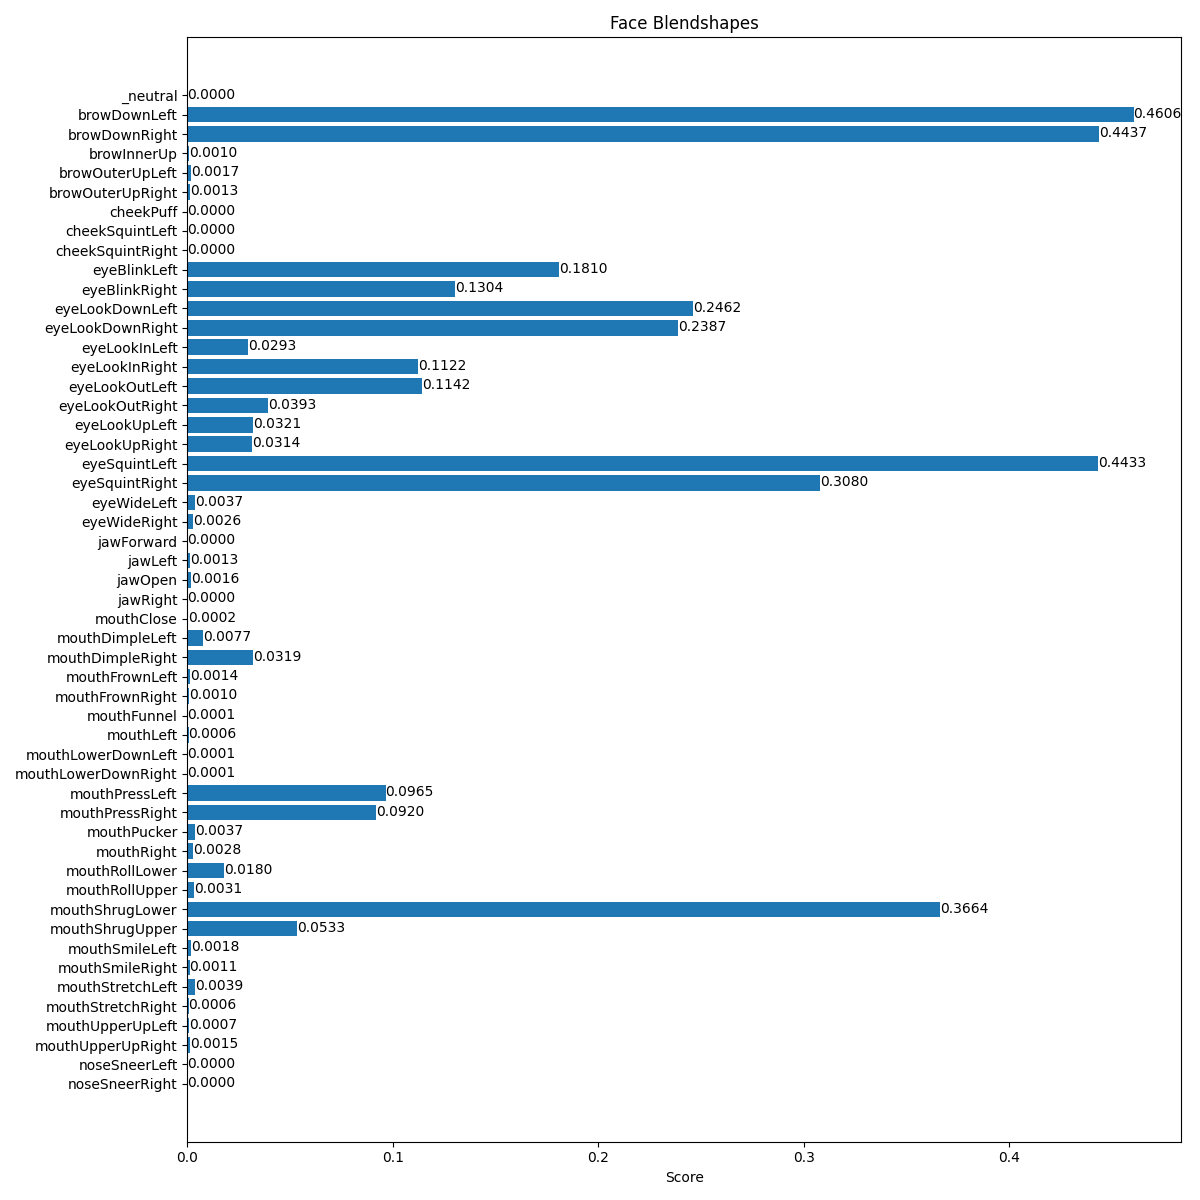 Face Blendshapes
_neutral 0.0000
browDownLeft 0.4606
browDownRight 0.4437
browInnerUp 0.0010
browOuterUpLeft 0.0017
browOuterUpRight 0.0013
cheekPuff 0.0000
cheekSquintLeft 0.0000
cheekSquintRight 0.0000
eyeBlinkLeft 0.1810
eyeBlinkRight 0.1304
eyeLookDownLeft 0.2462
eyeLookDownRight 0.2387
eyeLookInLeft 0.0293
eyeLookInRight 0.1122
eyeLookOutLeft 0.1142
eyeLookOutRight 0.0393
eyeLookUpLeft 0.0321
eyeLookUpRight 0.0314
eyeSquintLeft 0.4433
eyeSquintRight 0.3080
eyeWideLeft 0.0037
eyeWideRight 0.0026
jawForward 0.0000
jawLeft 0.0013
jawOpen 0.0016
jawRight 0.0000
mouthClose 0.0002
mouthDimpleLeft 0.0077
mouthDimpleRight 0.0319
mouthFrownLeft 0.0014
mouthFrownRight 0.0010
mouthFunnel 0.0001
mouthLeft 0.0006
mouthLowerDownLeft 0.0001
mouthLowerDownRight 0.0001
mouthPressLeft 0.0965
mouthPressRight 0.0920
mouthPucker 0.0037
mouthRight 0.0028
mouthRollLower 0.0180
mouthRollUpper 0.0031
mouthShrugLower 0.3664
mouthShrugUpper 0.0533
mouthSmileLeft 0.0018
mouthSmileRight 0.0011
mouthStretchLeft 0.0039
mouthStretchRight 0.0006
mouthUpperUpLeft 0.0007
mouthUpperUpRight 0.0015
noseSneerLeft 0.0000
noseSneerRight 0.0000
0.0 0.1 0.2 0.3 0.4
Score